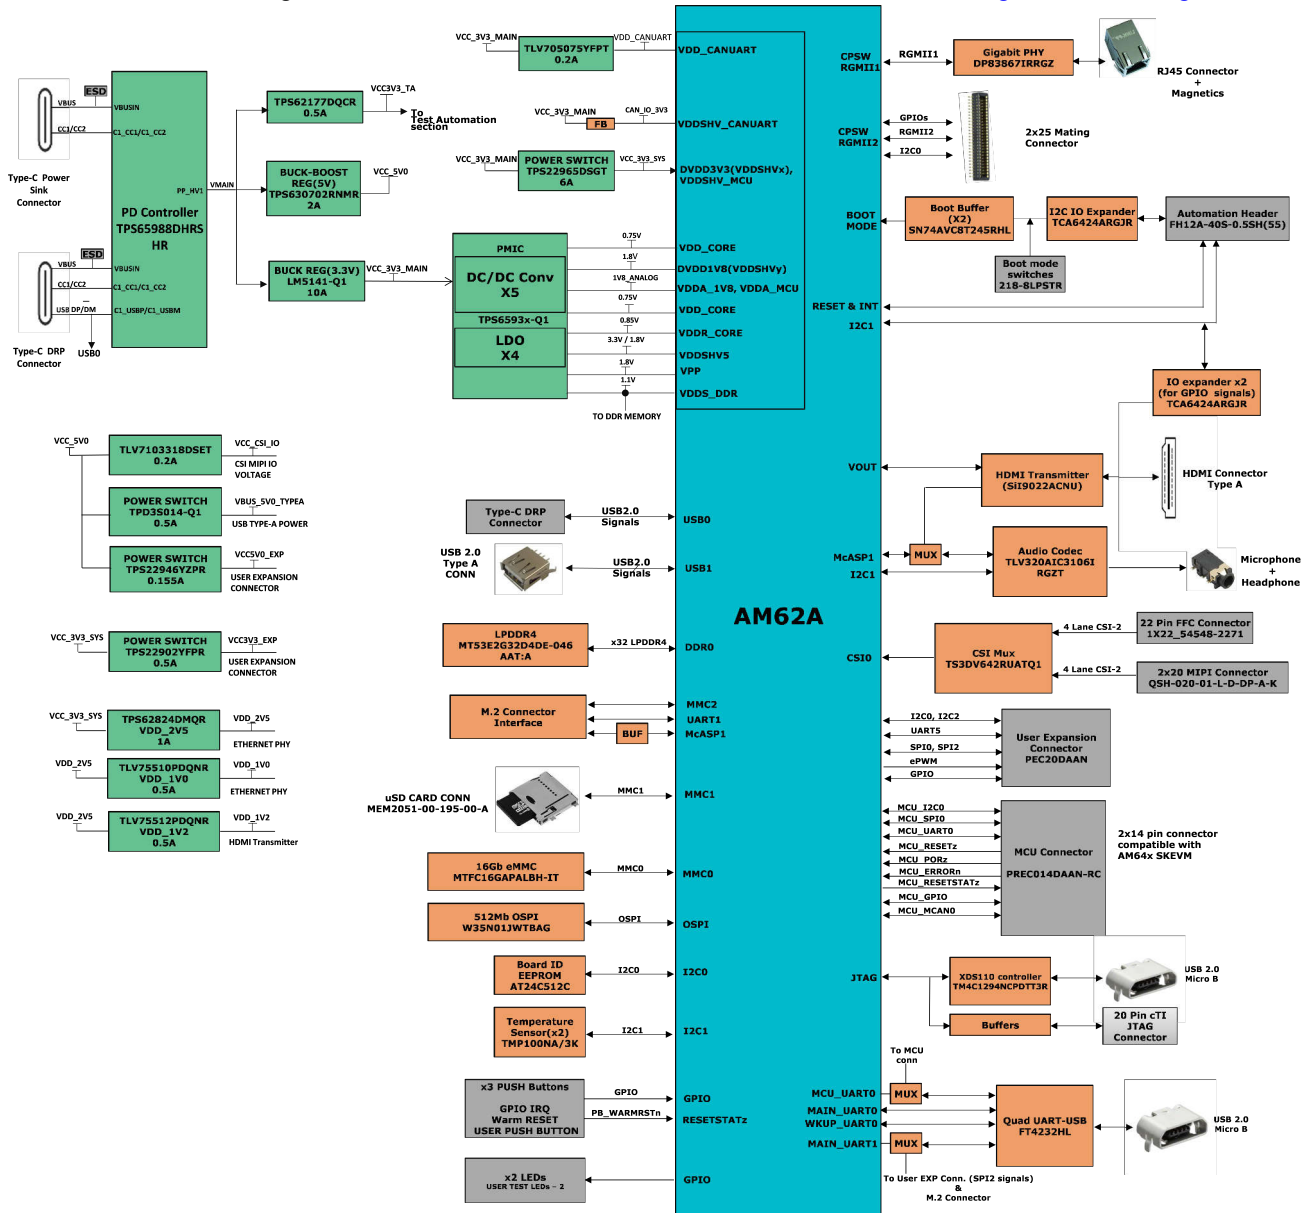 VBUS
ESD
VBUSIN
CC1/CC2
C1_CC1/C1_CC2
Type-C Power
Sink
Connector
PP_HV1
VMAIN
PD Controller
TPS65988DHRS
HR
VBUS
ESD
VBUSIN
CC1/CC2
C1_CC1/C1_CC2
USB DP/DM
C1_USBP/C1_USBM
Type-C DRP
Connector
USB0
TPS62177DQCR
0.5A
VCC3V3_TA
To
Test Automation
section
BUCK-BOOST
REG(5V)
TPS630702RNMR
2A
VCC_5V0
BUCK REG(3.3V)
LM5141-Q1
10A
VCC_3V3_MAIN
VCC_3V3_MAIN
TLV705075YFPT
0.2A
VDD_CANUART
VDD_CANUART
VCC_3V3_MAIN
FB
CAN_IO_3V3
VDDSHV_CANUART
VCC_3V3_MAIN
POWER SWITCH
TPS22965DSGT
6A
VCC_3V3_SYS
DVDD3V3(VDDSHVx),
VDDSHV_MCU
PMIC
DC/DC Conv
X5
TPS6593x-Q1
LDO
X4
0.75V
VDD_CORE
1.8V
DVDD1V8(VDDSHVy)
1V8_ANALOG
VDDA_1V8, VDDA_MCU
0.75V
VDD_CORE
0.85V
VDDR_CORE
3.3V / 1.8V
VDDSHV5
1.8V
VPP
1.1V
VDDS_DDR
TO DDR MEMORY
VCC_5V0
TLV7103318DSET
0.2A
VCC_CSI_IO
CSI MIPI IO
VOLTAGE
POWER SWITCH
TPD3S014-Q1
0.5A
VBUS_5V0_TYPEA
USB TYPE-A POWER
POWER SWITCH
TPS22946YZPR
0.155A
VCC5V0_EXP
USER EXPANSION
CONNECTOR
VCC_3V3_SYS
POWER SWITCH
TPS22902YFPR
0.5A
VCC3V3_EXP
USER EXPANSION
CONNECTOR
VCC_3V3_SYS
TPS62824DMQR
VDD_2V5
1A
VDD_2V5
ETHERNET PHY
VDD_2V5
TLV75510PDQNR
VDD_1V0
0.5A
VDD_1V0
ETHERNET PHY
VDD_2V5
TLV75512PDQNR
VDD_1V2
0.5A
VDD_1V2
HDMI Transmitter
Type-C DRP
Connector
USB2.0
Signals
USB0
USB 2.0
Type A
CONN
USB2.0
Signals
USB1
AM62A
LPDDR4
MT53E2G32D4DE-046
AAT:A
x32 LPDDR4
DDR0
M.2 Connector
Interface
BUF
MMC2
UART1
McASP1
uSD CARD CONN
MEM2051-00-195-00-A
MMC1
MMC1
16Gb eMMC
MTFC16GAPALBH-IT
MMC0
MMC0
512Mb OSPI
W35N01JWTBAG
OSPI
OSPI
Board ID
EEPROM
AT24C512C
I2C0
I2C0
Temperature
Sensor(x2)
TMP100NA/3K
I2C1
I2C1
x3 PUSH Buttons
GPIO IRQ
Warm RESET
USER PUSH BUTTON
GPIO
PB_WARMRSTn
GPIO
RESETSTATz
x2 LEDs
USER TEST LEDs – 2
GPIO
CPSW
RGMII1
RGMII1
Gigabit PHY
DP83867IRRGZ
RJ45 Connector
+
Magnetics
CPSW
RGMII2
GPIOs
RGMII2
I2C0
2x25 Mating
Connector
BOOT
MODE
Boot Buffer
(X2)
SN74AVC8T245RHL
I2C IO Expander
TCA6424ARGJR
Automation Header
FH12A-40S-0.5SH(55)
Boot mode
switches
218-8LPSTR
RESET & INT
I2C1
IO expander x2
(for GPIO signals)
TCA6424ARGJR
VOUT
HDMI Transmitter
(SiI9022ACNU)
HDMI Connector
Type A
McASP1
MUX
I2C1
Audio Codec
TLV320AIC3106I
RGZT
Microphone
+
Headphone
CSI0
CSI Mux
TS3DV642RUATQ1
4 Lane CSI-2
22 Pin FFC Connector
1X22_54548-2271
4 Lane CSI-2
2x20 MIPI Connector
QSH-020-01-L-D-DP-A-K
I2C0, I2C2
UART5
SPI0, SPI2
ePWM
GPIO
User Expansion
Connector
PEC20DAAN
MCU_I2C0
MCU_SPI0
MCU_UART0
MCU_RESETz
MCU_PORz
MCU_ERRORn
MCU_RESETSTATz
MCU_GPIO
MCU_MCAN0
MCU Connector
PREC014DAAN-RC
2x14 pin connector
compatible with
AM64x SKEVM
JTAG
XDS110 controller
TM4C1294NCPDTT3R
USB 2.0
Micro B
Buffers
20 Pin cTI
JTAG
Connector
To MCU
conn
MCU_UART0
MUX
MAIN_UART0
WKUP_UART0
MAIN_UART1
MUX
Quad UART-USB
FT4232HL
USB 2.0
Micro B
To User EXP Conn. (SPI2 signals)
&
M.2 Connector